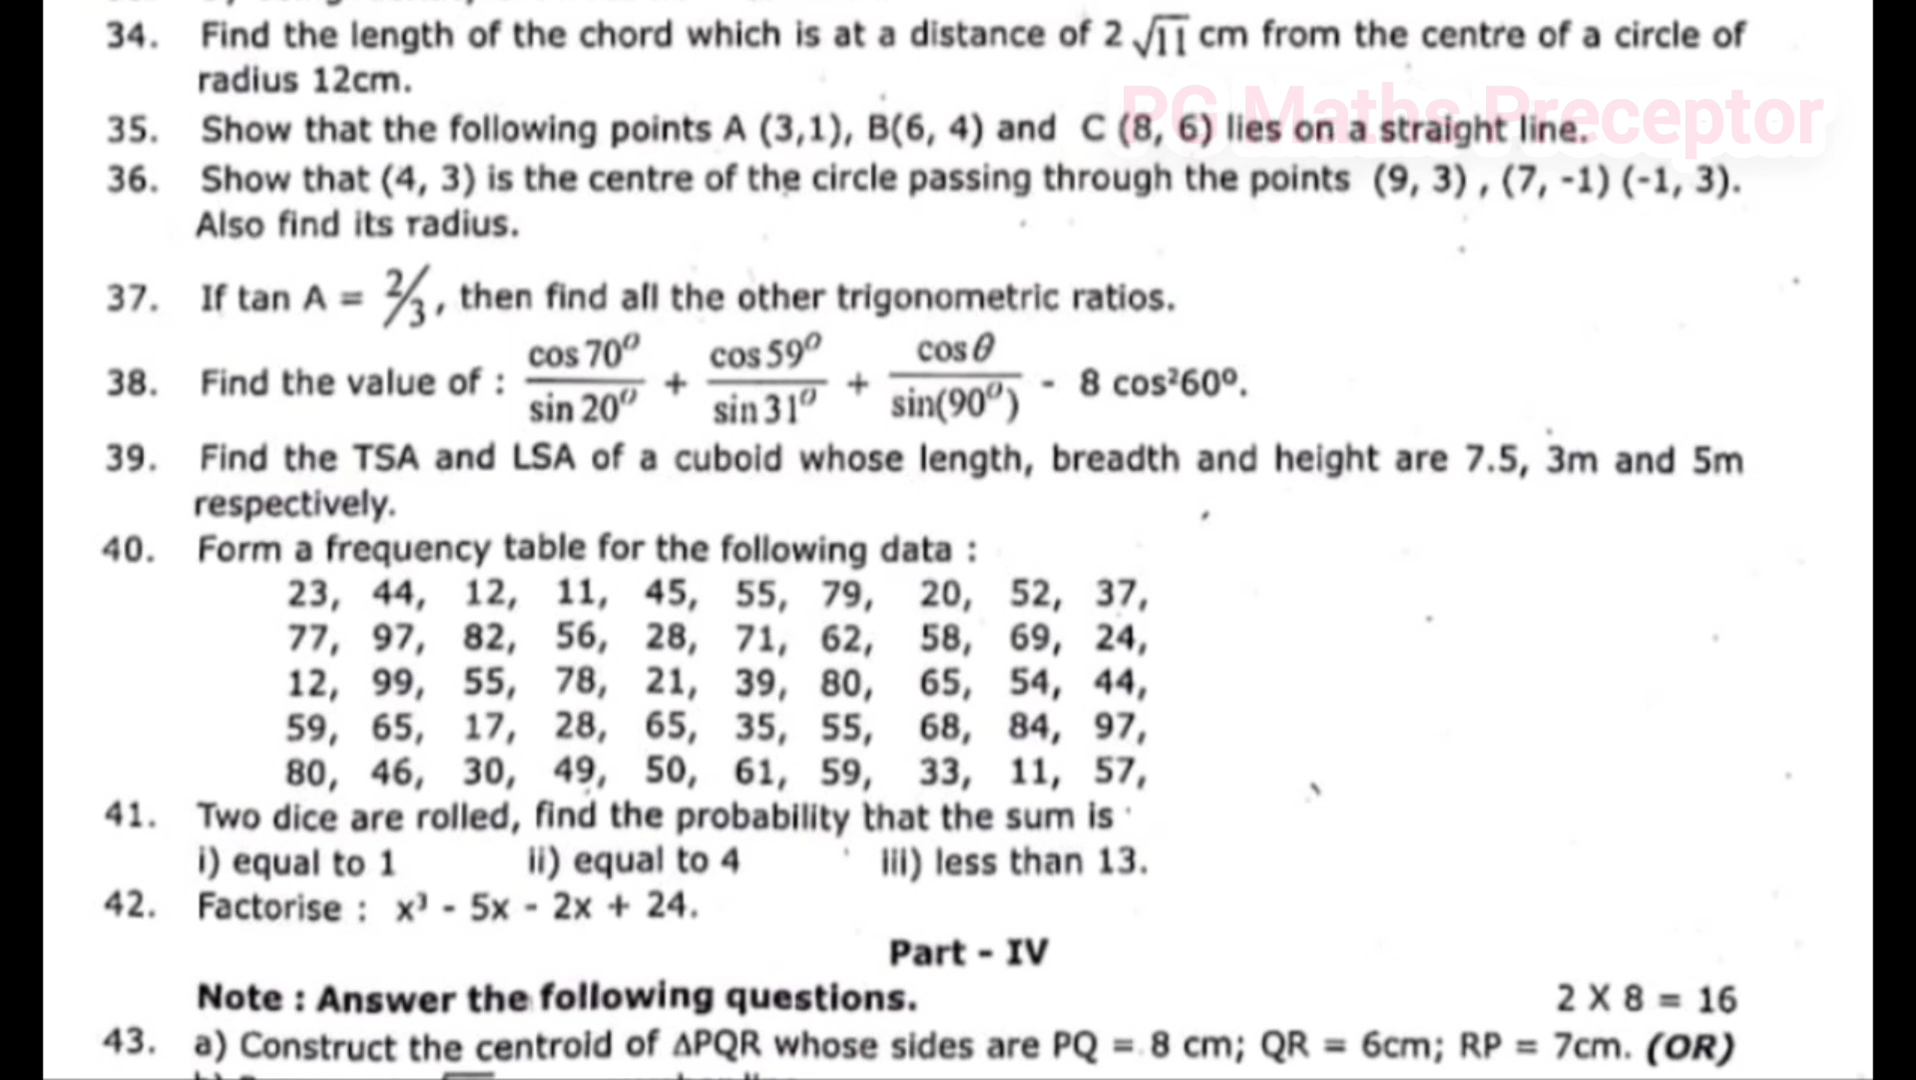 34. Find the length of the chord which is at a distance of 2 √11 cm from the centre of a circle of
radius 12cm.
PG Maths Preceptor
35. Show that the following points A (3,1), B(6, 4) and C (8, 6) lies on a straight line.
36. Show that (4, 3) is the centre of the circle passing through the points (9, 3) , (7, -1) (-1, 3).
Also find its radius.
37. If tan A = 2/3, then find all the other trigonometric ratios.
38. Find the value of : cos 70⁰/sin 20⁰ + cos 59⁰/sin 31⁰ + cos θ/sin(90⁰) - 8 cos²60⁰.
39. Find the TSA and LSA of a cuboid whose length, breadth and height are 7.5, 3m and 5m
respectively.
40. Form a frequency table for the following data :
23, 44, 12, 11, 45, 55, 79, 20, 52, 37,
77, 97, 82, 56, 28, 71, 62, 58, 69, 24,
12, 99, 55, 78, 21, 39, 80, 65, 54, 44,
59, 65, 17, 28, 65, 35, 55, 68, 84, 97,
80, 46, 30, 49, 50, 61, 59, 33, 11, 57,
41. Two dice are rolled, find the probability that the sum is
i) equal to 1 ii) equal to 4 iii) less than 13.
42. Factorise : x³ - 5x - 2x + 24.
Part - IV
Note : Answer the following questions. 2 X 8 = 16
43. a) Construct the centroid of ΔPQR whose sides are PQ = 8 cm; QR = 6cm; RP = 7cm. (OR)